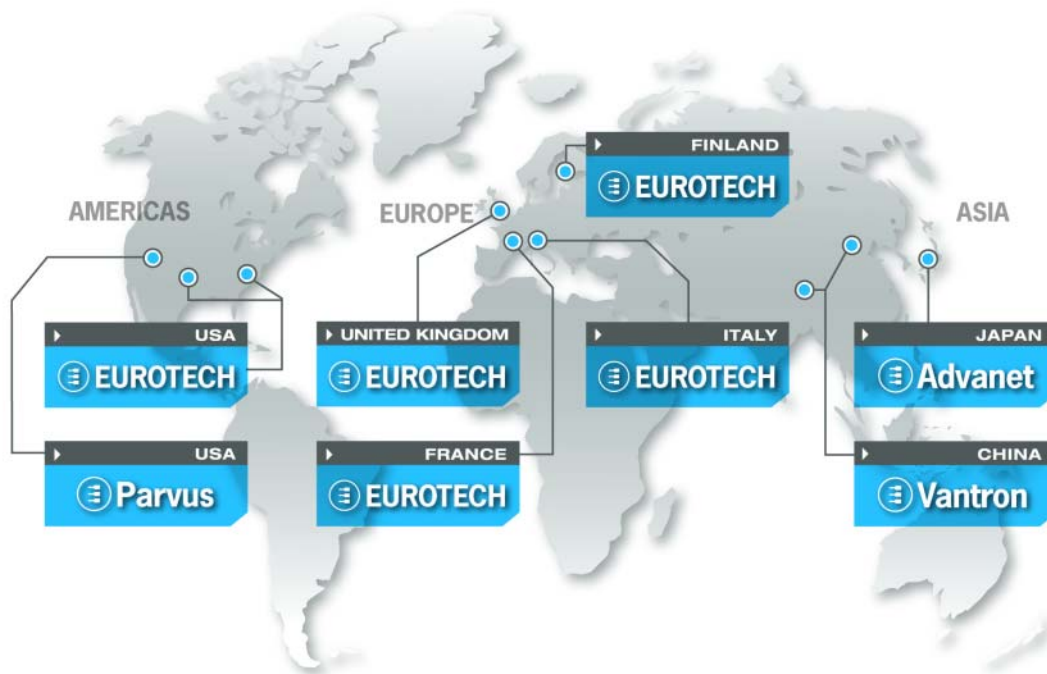 FINLAND
EUROTECH
AMERICAS
EUROPE
ASIA
USA
EUROTECH
UNITED KINGDOM
EUROTECH
ITALY
EUROTECH
JAPAN
Advanet
USA
Parvus
FRANCE
EUROTECH
CHINA
Vantron